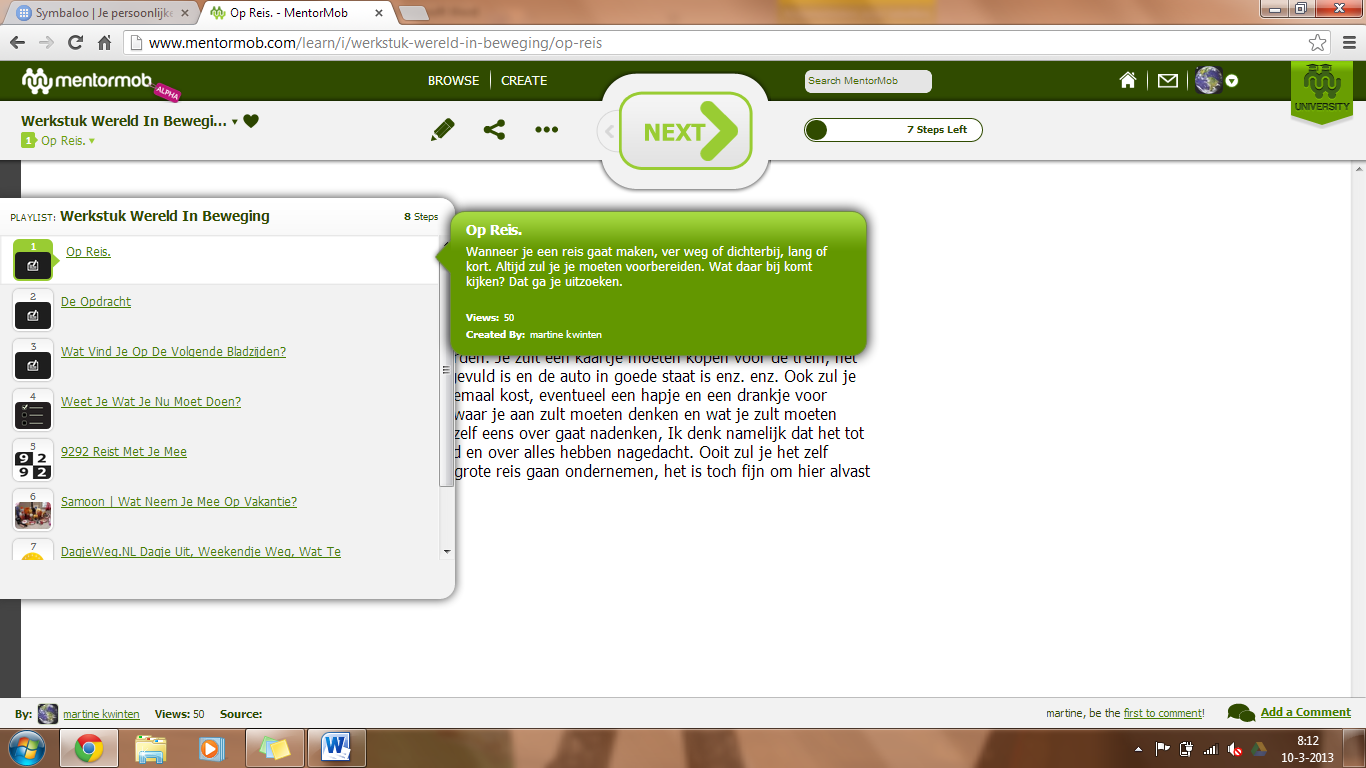 Symbaloo | Je persoonlijke
Op Reis. - MentorMob
www.mentormob.com/learn/i/werkstuk-wereld-in-beweging/op-reis
mentormob
ALPHA
BROWSE
CREATE
Search MentorMob
UNIVERSITY
Werkstuk Wereld In Bewegi...
1 Op Reis.
NEXT
7 Steps Left
PLAYLIST: Werkstuk Wereld In Beweging
8 Steps
1
Op Reis.
2
De Opdracht
3
Wat Vind Je Op De Volgende Bladzijden?
4
Weet Je Wat Je Nu Moet Doen?
5
92
92
9292 Reist Met Je Mee
6
Samoon | Wat Neem Je Mee Op Vakantie?
7
DagjeWeg.NL Dagje Uit, Weekendje Weg, Wat Te
Op Reis.
Wanneer je een reis gaat maken, ver weg of dichterbij, lang of
kort. Altijd zul je je moeten voorbereiden. Wat daar bij komt
kijken? Dat ga je uitzoeken.
Views: 50
Created By: martine kwinten
rden. Je zult een kaartje moeten kopen voor de trein, het
gevuld is en de auto in goede staat is enz. enz. Ook zul je
emaal kost, eventueel een hapje en een drankje voor
waar je aan zult moeten denken en wat je zult moeten
zelf eens over gaat nadenken, Ik denk namelijk dat het tot
d en over alles hebben nagedacht. Ooit zul je het zelf
grote reis gaan ondernemen, het is toch fijn om hier alvast
By: martine kwinten
Views: 50
Source:
martine, be the first to comment!
Add a Comment
8:12
10-3-2013